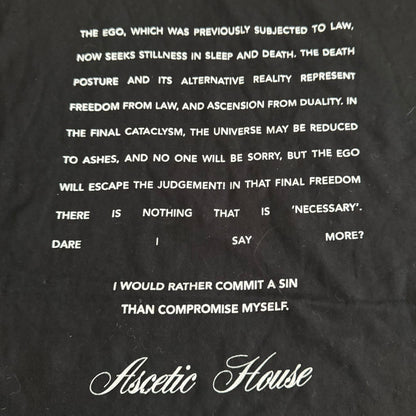 THE EGO, WHICH WAS PREVIOUSLY SUBJECTED TO LAW,
NOW SEEKS STILLNESS IN SLEEP AND DEATH. THE DEATH
POSTURE AND ITS ALTERNATIVE REALITY REPRESENT
FREEDOM FROM LAW, AND ASCENSION FROM DUALITY. IN
THE FINAL CATACLYSM, THE UNIVERSE MAY BE REDUCED
TO ASHES, AND NO ONE WILL BE SORRY, BUT THE EGO
WILL ESCAPE THE JUDGEMENT! IN THAT FINAL FREEDOM
THERE IS NOTHING THAT IS 'NECESSARY'.
DARE I SAY MORE?
I WOULD RATHER COMMIT A SIN
THAN COMPROMISE MYSELF.
Ascetic House